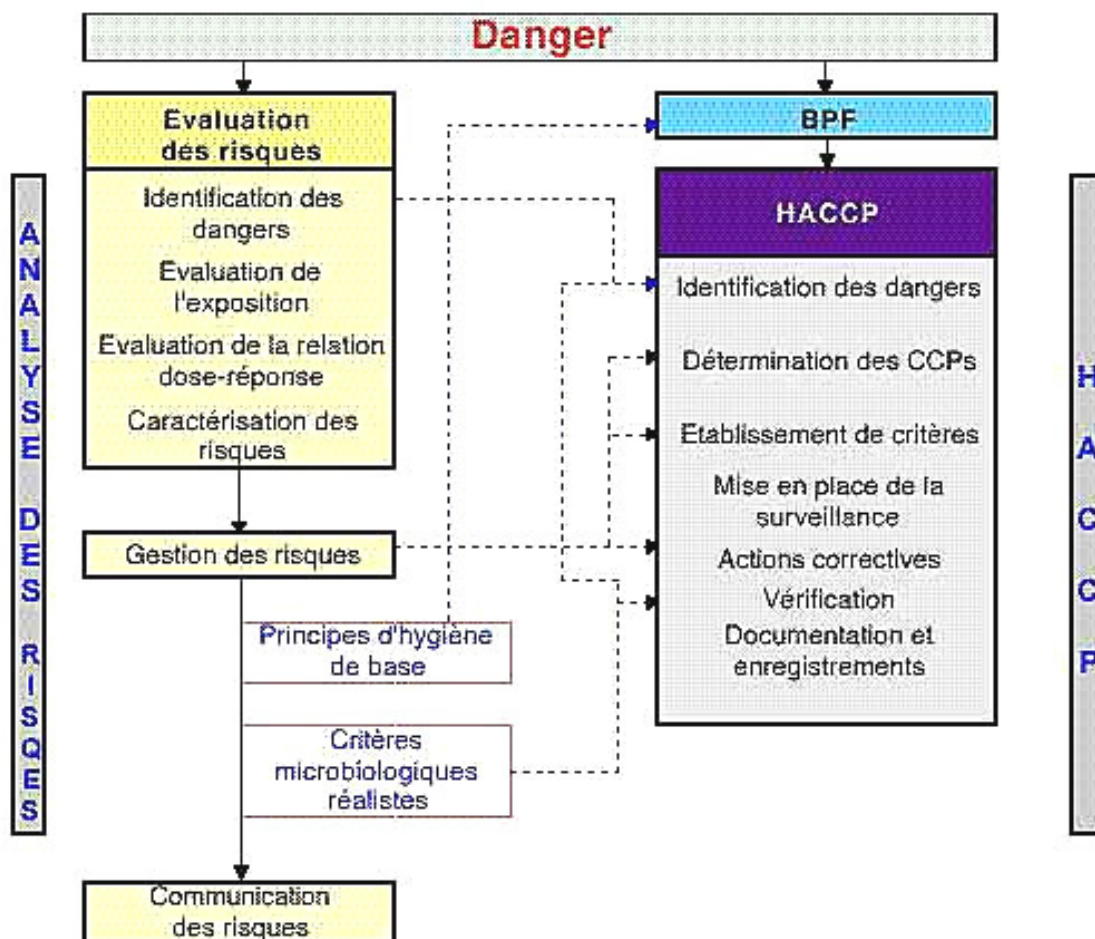 Danger
Evaluation
des risques
Identification des
dangers
Evaluation de
l'exposition
Evaluation de la relation
dose-réponse
Caractérisation des
risques
Gestion des risques
Principes d'hygiène
de base
Critères
microbiologiques
réalistes
Communication
des risques
BPF
HACCP
Identification des dangers
Détermination des CCPs
Etablissement de critères
Mise en place de la
surveillance
Actions correctives
Vérification
Documentation et
enregistrements
ANALYSE DES RISQES
HACCP